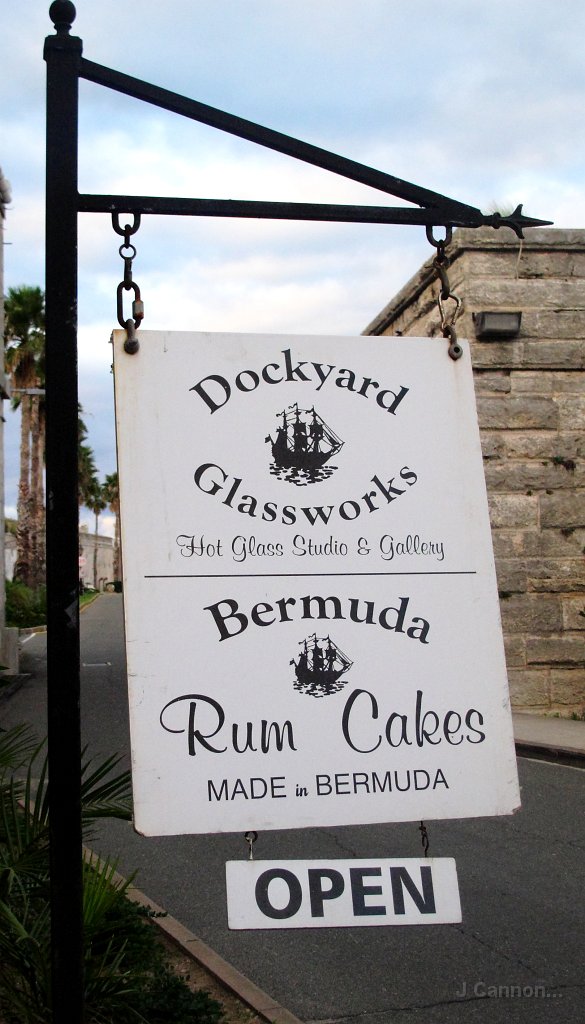 Dockyard
Glassworks
Hot Glass Studio & Gallery
Bermuda
Rum Cakes
MADE in BERMUDA
OPEN
J Cannon...